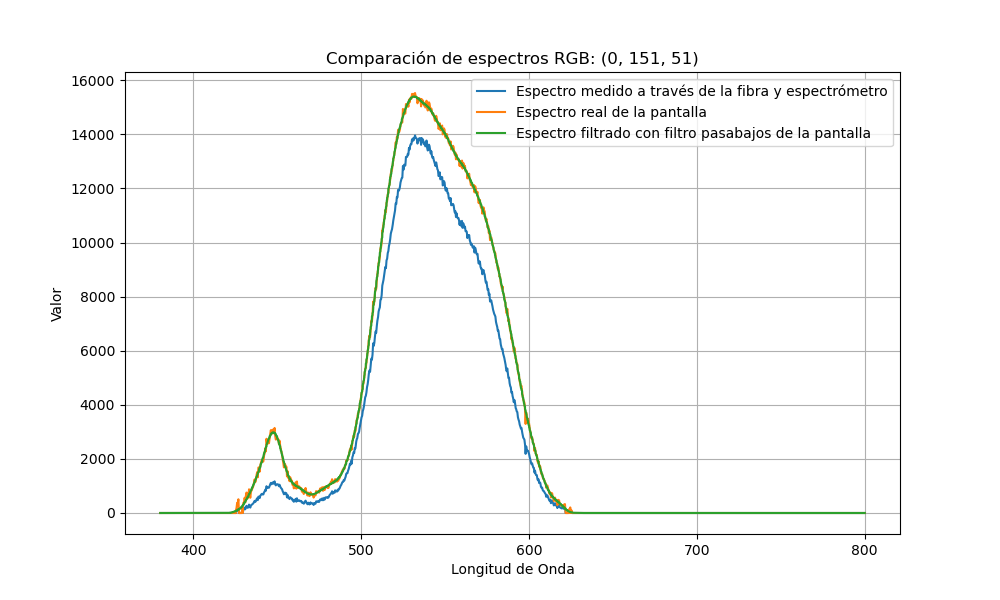 Comparación de espectros RGB: (0, 151, 51)
Espectro medido a través de la fibra y espectrómetro
Espectro real de la pantalla
Espectro filtrado con filtro pasabajos de la pantalla
16000
14000
12000
10000
8000
6000
4000
2000
0
Valor
400 500 600 700 800
Longitud de Onda